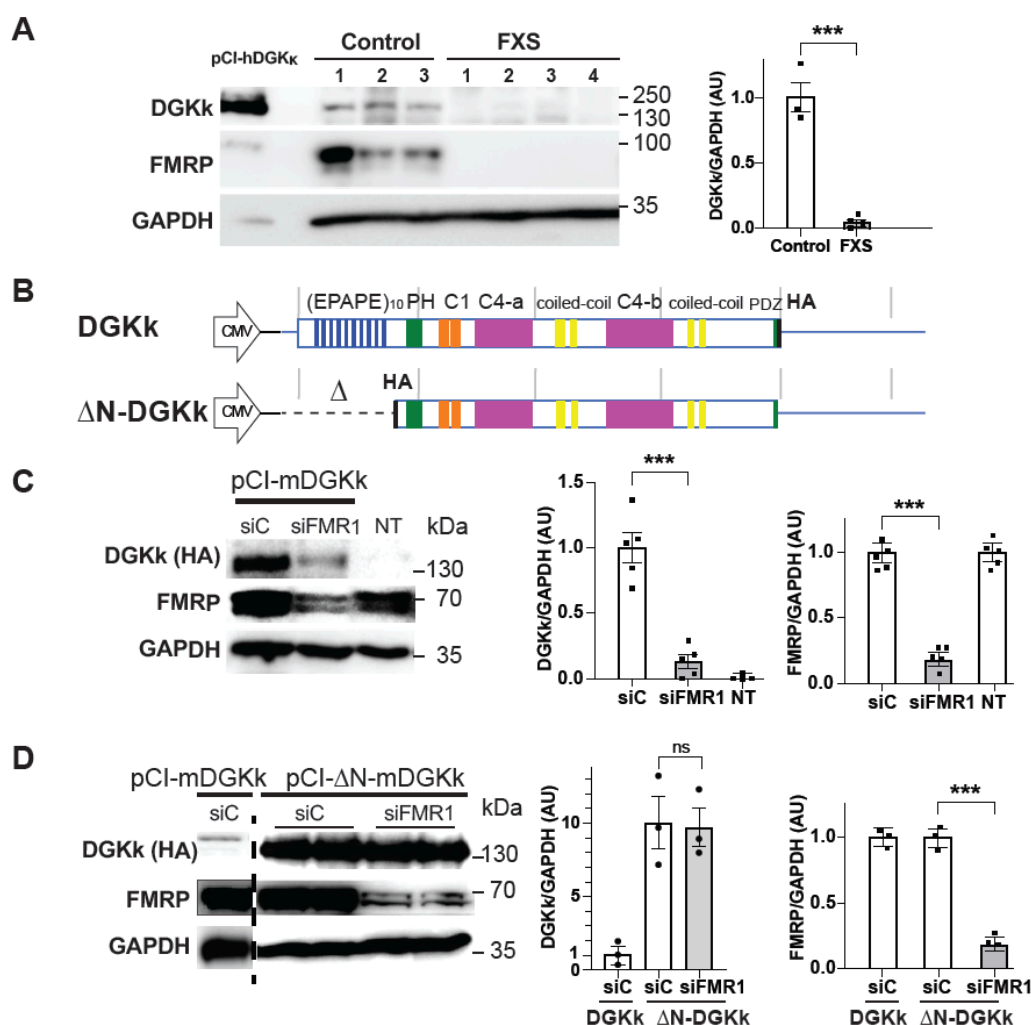 A
Control FXS
pCI-hDGKκ 1 2 3 1 2 3 4
DGKk
250
130
FMRP
100
GAPDH
35
DGKk/GAPDH (AU)
***
1.0
0.5
0.0
Control FXS
B
(EPAPE)10 PH C1 C4-a coiled-coil C4-b coiled-coil PDZ HA
DGKk CMV
Δ HA
ΔN-DGKk CMV
C
pCI-mDGKk
siC siFMR1 NT kDa
DGKk (HA)
130
FMRP 70
GAPDH 35
DGKk/GAPDH (AU)
***
1.5
1.0
0.5
0.0
siC siFMR1 NT
FMRP/GAPDH (AU)
***
1.0
0.5
0.0
siC siFMR1 NT
D
pCI-mDGKk pCI-ΔN-mDGKk
siC siC siFMR1 kDa
DGKk (HA) 130
FMRP 70
GAPDH 35
DGKk/GAPDH (AU)
ns
10
5
1
0
siC siC siFMR1
DGKk ΔN-DGKk
FMRP/GAPDH (AU)
***
1.0
0.5
0.0
siC siC siFMR1
DGKk ΔN-DGKk